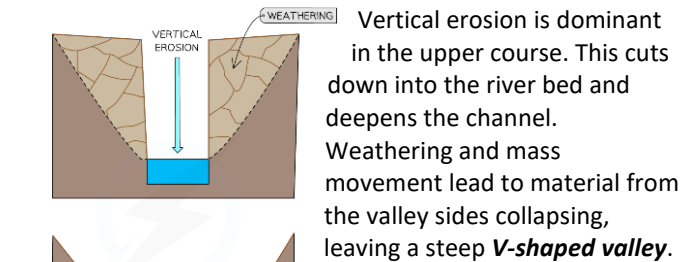 WEATHERING
VERTICAL
EROSION
Vertical erosion is dominant
in the upper course. This cuts
down into the river bed and
deepens the channel.
Weathering and mass
movement lead to material from
the valley sides collapsing,
leaving a steep V-shaped valley.